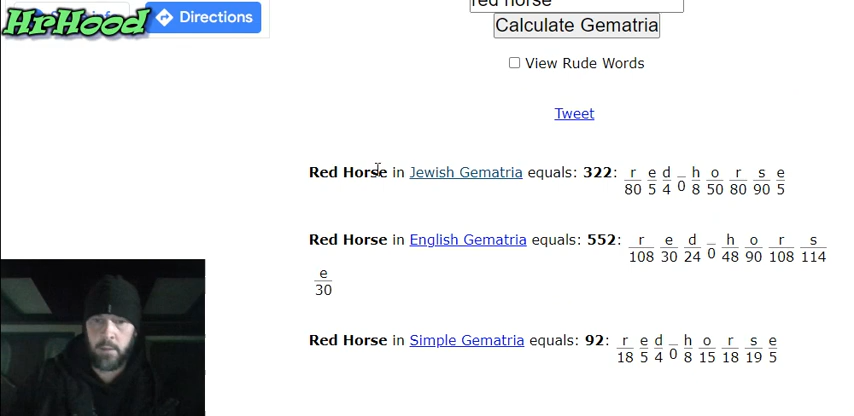 red horse
HrHood
Directions
Calculate Gematria
View Rude Words
Tweet
Red Horse in Jewish Gematria equals: 322: r e d _ h o r s e
80 5 4 0 8 50 80 90 5
Red Horse in English Gematria equals: 552: r e d _ h o r s
108 30 24 0 48 90 108 114
e
30
Red Horse in Simple Gematria equals: 92: r e d _ h o r s e
18 5 4 0 8 15 18 19 5